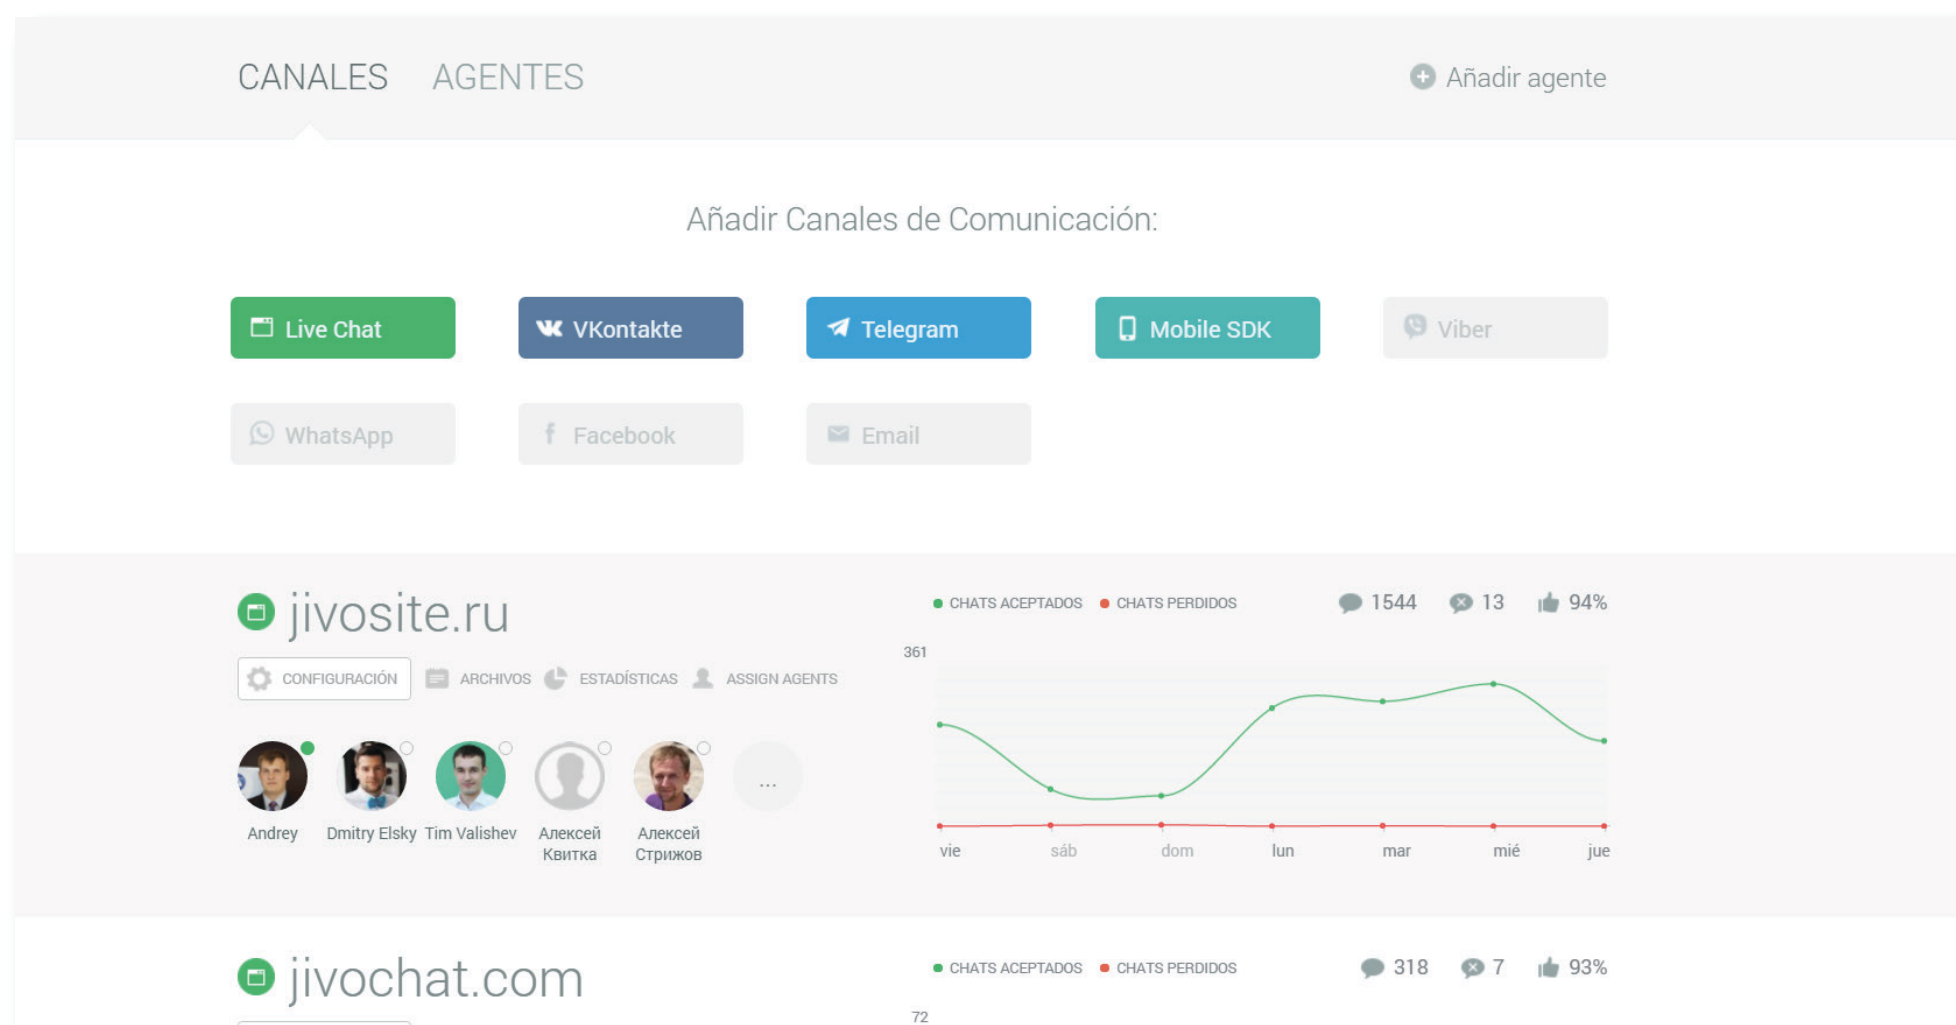 CANALES AGENTES Añadir agente
Añadir Canales de Comunicación:
Live Chat VKontakte Telegram Mobile SDK Viber
WhatsApp Facebook Email
jivosite.ru
CONFIGURACIÓN ARCHIVOS ESTADÍSTICAS ASSIGN AGENTS
Andrey Dmitry Elsky Tim Valishev Алексей Квитка Алексей Стрижов
...
CHATS ACEPTADOS CHATS PERDIDOS 1544 13 94%
361
vie sáb dom lun mar mié jue
jivochat.com
CHATS ACEPTADOS CHATS PERDIDOS 318 7 93%
72